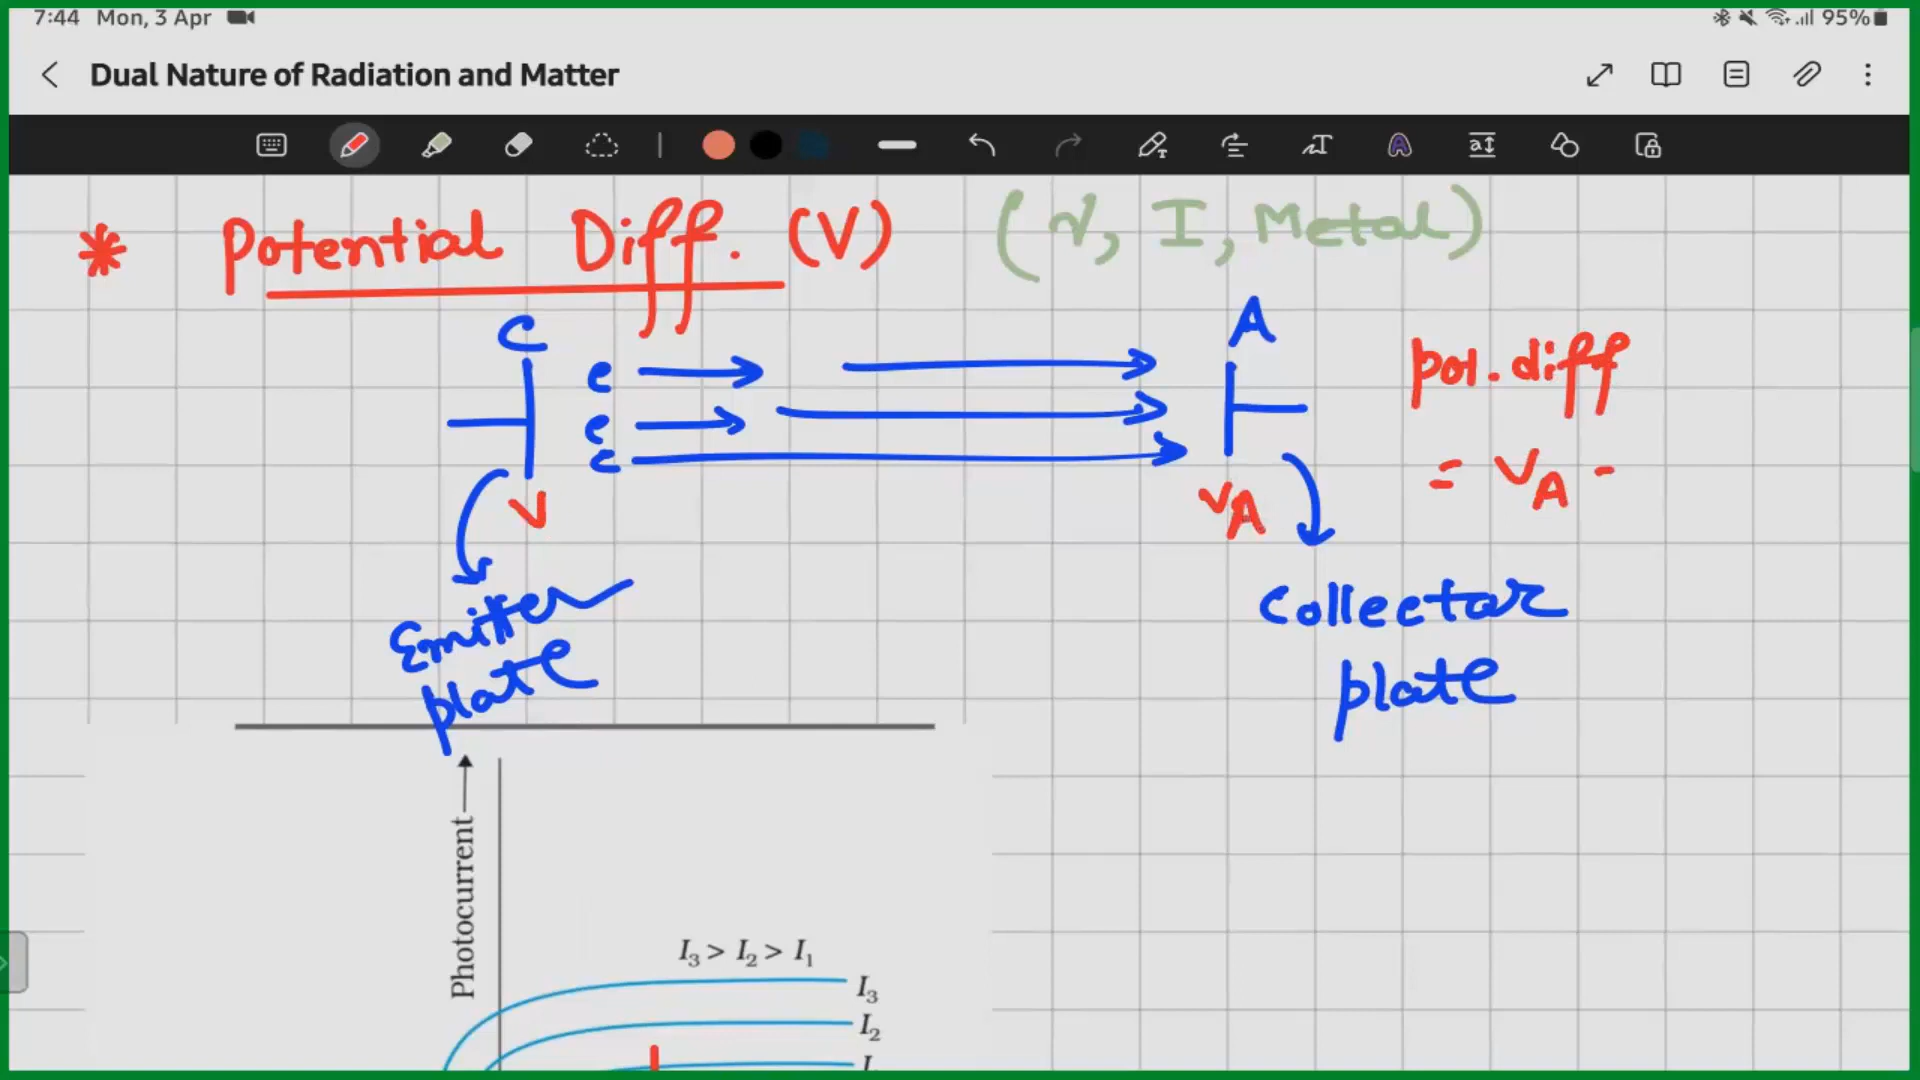 7:44 Mon, 3 Apr
95%
Dual Nature of Radiation and Matter
* Potential Diff. (V) (ν, I, Metal)
C
A
e
e
e
pot. diff
= VA -
V
VA
Emitter
plate
Collector
plate
Photocurrent
I₃ > I₂ > I₁
I₃
I₂